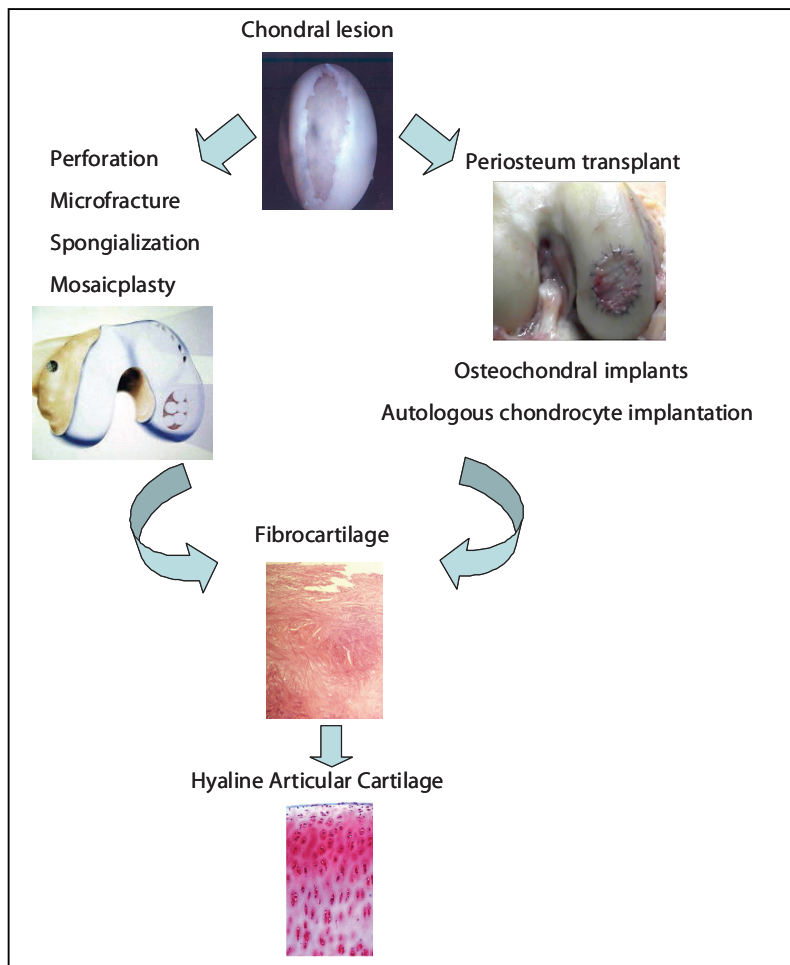 Chondral lesion
Perforation
Microfracture
Spongialization
Mosaicplasty
Periosteum transplant
Osteochondral implants
Autologous chondrocyte implantation
Fibrocartilage
Hyaline Articular Cartilage